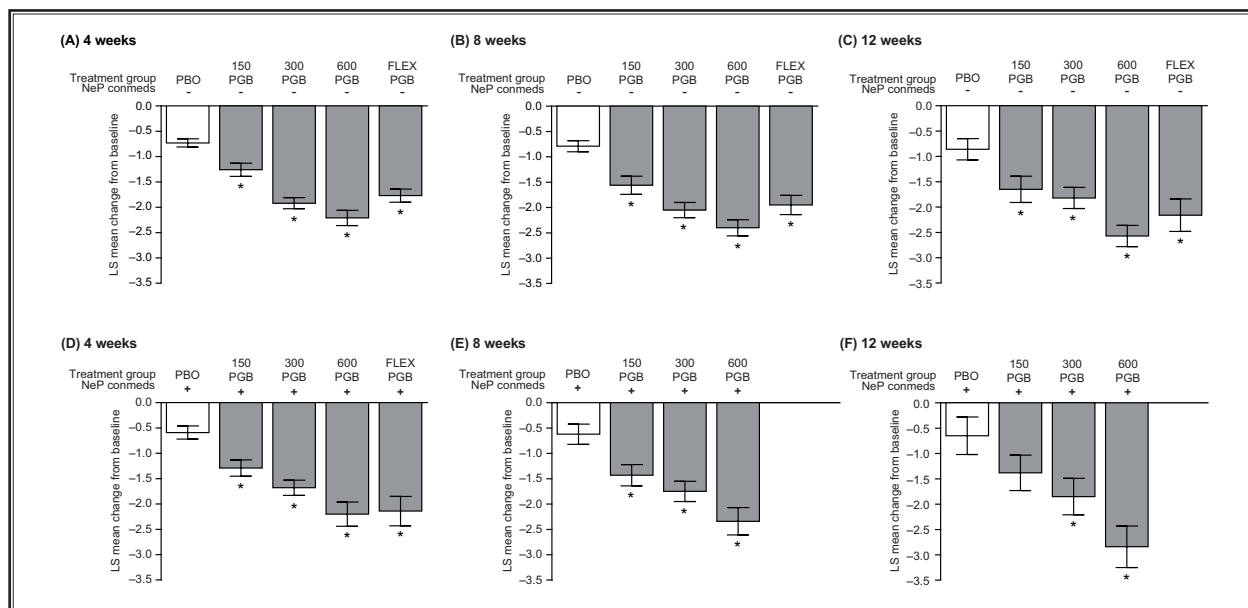 (A) 4 weeks
Treatment group PBO 150 PGB 300 PGB 600 PGB FLEX PGB
NeP conmeds - - - - -
LS mean change from baseline
0.0
–0.5
–1.0
–1.5
–2.0
–2.5
–3.0
–3.5
* * * *
(B) 8 weeks
Treatment group PBO 150 PGB 300 PGB 600 PGB FLEX PGB
NeP conmeds - - - - -
LS mean change from baseline
0.0
–0.5
–1.0
–1.5
–2.0
–2.5
–3.0
–3.5
* * * *
(C) 12 weeks
Treatment group PBO 150 PGB 300 PGB 600 PGB FLEX PGB
NeP conmeds - - - - -
LS mean change from baseline
0.0
–0.5
–1.0
–1.5
–2.0
–2.5
–3.0
–3.5
* * * *
(D) 4 weeks
Treatment group PBO 150 PGB 300 PGB 600 PGB FLEX PGB
NeP conmeds + + + + +
LS mean change from baseline
0.0
–0.5
–1.0
–1.5
–2.0
–2.5
–3.0
–3.5
* * * *
(E) 8 weeks
Treatment group PBO 150 PGB 300 PGB 600 PGB
NeP conmeds + + + +
LS mean change from baseline
0.0
–0.5
–1.0
–1.5
–2.0
–2.5
–3.0
–3.5
* * *
(F) 12 weeks
Treatment group PBO 150 PGB 300 PGB 600 PGB
NeP conmeds + + + +
LS mean change from baseline
0.0
–0.5
–1.0
–1.5
–2.0
–2.5
–3.0
–3.5
* *